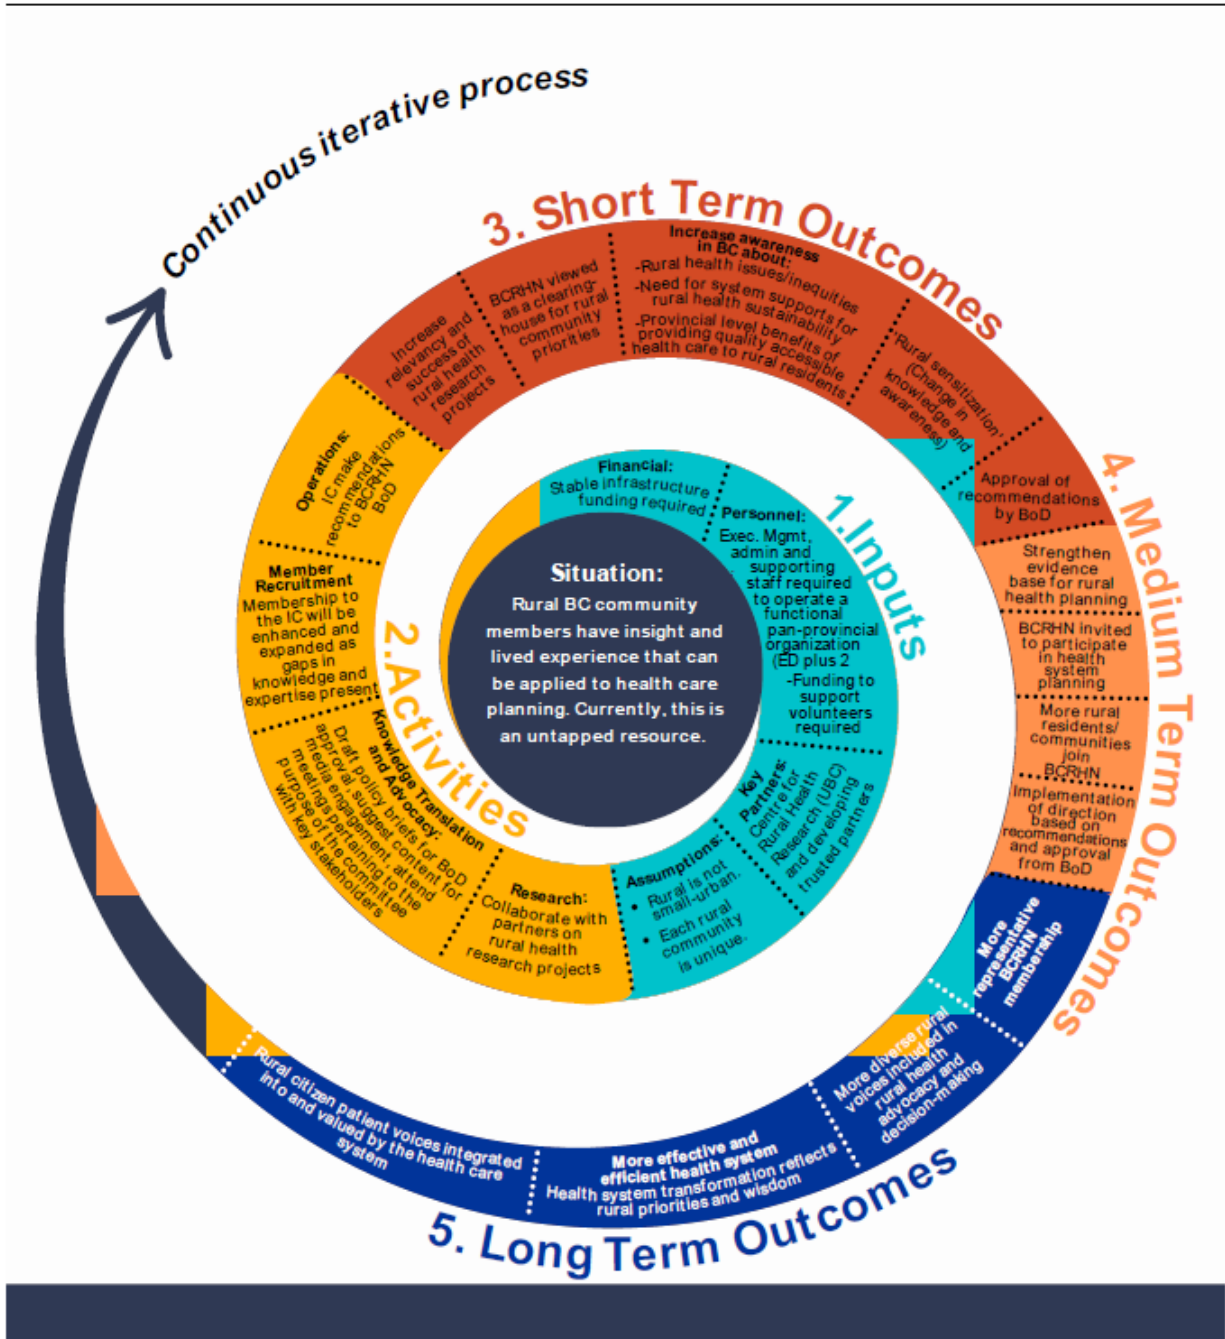 Continuous iterative process
Situation:
Rural BC community
members have insight and
lived experience that can
be applied to health care
planning. Currently, this is
an untapped resource.
1.Inputs
Financial:
Stable infrastructure
funding required
Personnel:
Exec. Mgmt,
admin and
supporting
staff required
to operate a
functional
pan-provincial
organization
(ED plus 2
-Funding to
support
volunteers
required
Key
Partners:
Centre for
Rural Health
Research (UBC)
and developing
trusted partners
Assumptions:
• Rural is not
small-urban.
• Each rural
community
is unique.
2.Activities
Research:
Collaborate with
partners on
rural health
research projects
Knowledge Translation
and Advocacy:
Draft policy briefs for BoD
approval, suggest content for
media engagement, attend
meetings pertaining to the
purpose of the committee
with key stakeholders
Member
Recruitment
Membership to
the IC will be
enhanced and
expanded as
gaps in
knowledge and
expertise present
Operations:
IC make
recommendations
to BCRHN
BoD
3. Short Term Outcomes
Increase
relevancy and
success of
rural health
research
projects
BCRHN viewed
as a clearing-
house for rural
community
priorities
Increase awareness
in BC about:
-Rural health issues/inequities
-Need for system supports for
rural health sustainability
-Provincial level benefits of
providing quality accessible
health care to rural residents
'Rural sensitization'
(Change in
knowledge and
awareness)
Approval of
recommendations
by BoD
4. Medium Term Outcomes
Strengthen
evidence
base for rural
health planning
BCRHN invited
to participate
in health
system
planning
More rural
residents/
communities
join
BCRHN
Implementation
of direction
based on
recommendations
and approval
from BoD
5. Long Term Outcomes
More
representative
BCRHN
membership
More diverse rural
voices included in
rural health
advocacy and
decision-making
More effective and
efficient health system
Health system transformation reflects
rural priorities and wisdom
Rural citizen patient voices integrated
into and valued by the health care
system